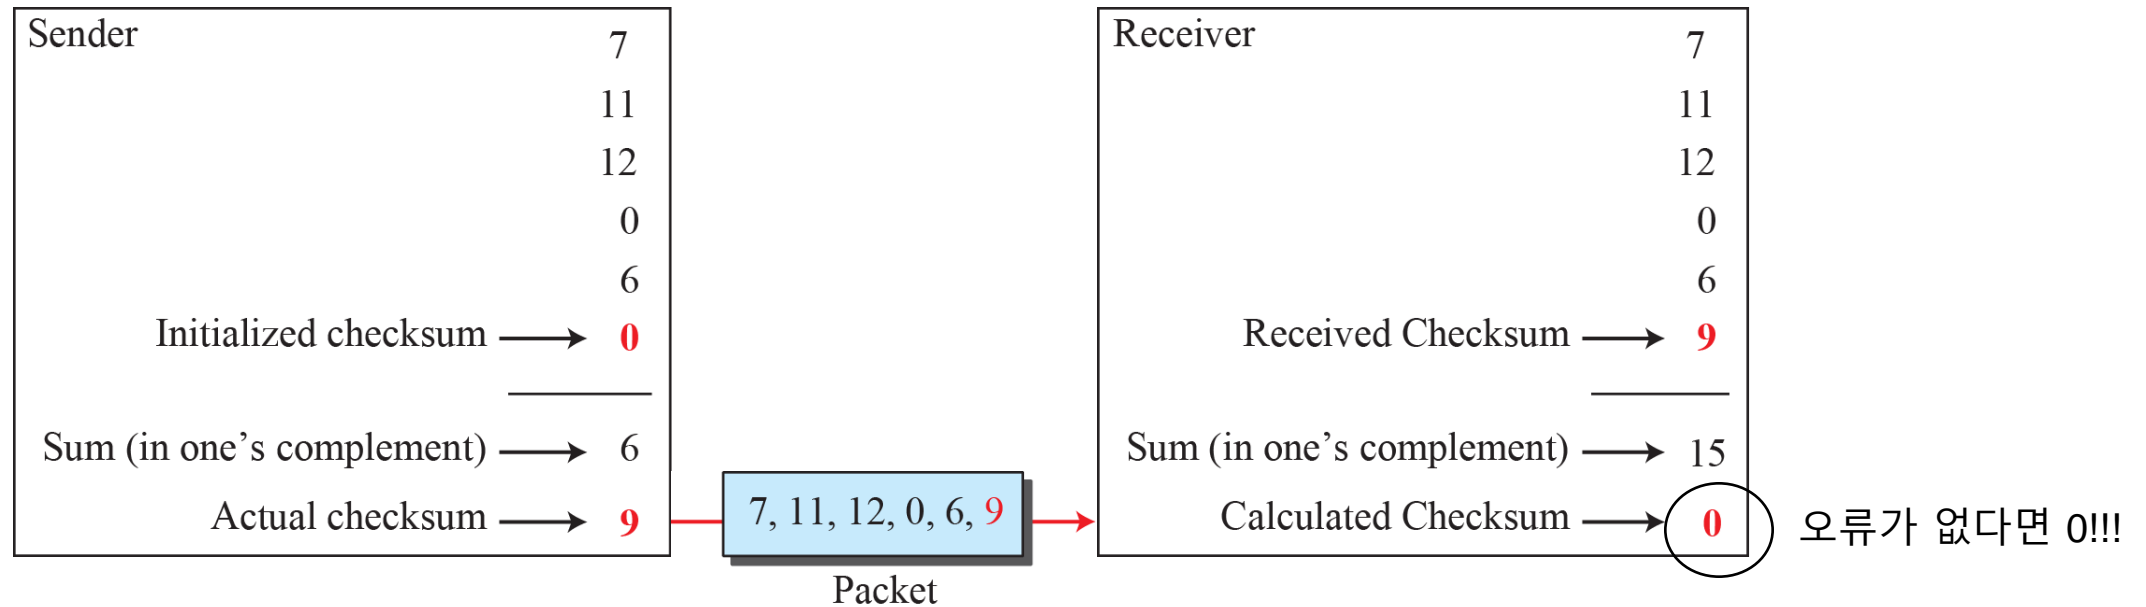 Sender
7
11
12
0
6
Initialized checksum 0
Sum (in one's complement) 6
Actual checksum 9
7, 11, 12, 0, 6, 9
Packet
Receiver
7
11
12
0
6
Received Checksum 9
Sum (in one's complement) 15
Calculated Checksum 0
오류가 없다면 0!!!